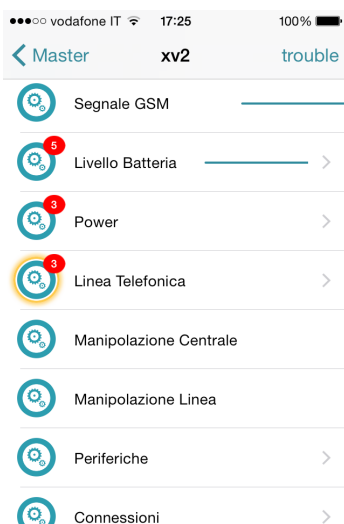 vodafone IT 17:25 100%
Master xv2 trouble
Segnale GSM
5
Livello Batteria
3
Power
3
Linea Telefonica
Manipolazione Centrale
Manipolazione Linea
Periferiche
Connessioni